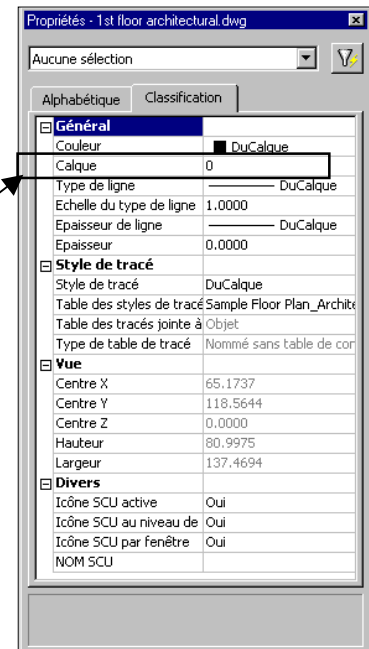 Propriétés - 1st floor architectural.dwg
Aucune sélection
Alphabétique Classification
Général
Couleur DuCalque
Calque 0
Type de ligne DuCalque
Echelle du type de ligne 1.0000
Epaisseur de ligne DuCalque
Epaisseur 0.0000
Style de tracé
Style de tracé DuCalque
Table des styles de tracé Sample Floor Plan_Archite
Table des tracés jointe à Objet
Type de table de tracé Nommé sans table de cor
Vue
Centre X 65.1737
Centre Y 118.5644
Centre Z 0.0000
Hauteur 80.9975
Largeur 137.4694
Divers
Icône SCU active Oui
Icône SCU au niveau de Oui
Icône SCU par fenêtre Oui
NOM SCU